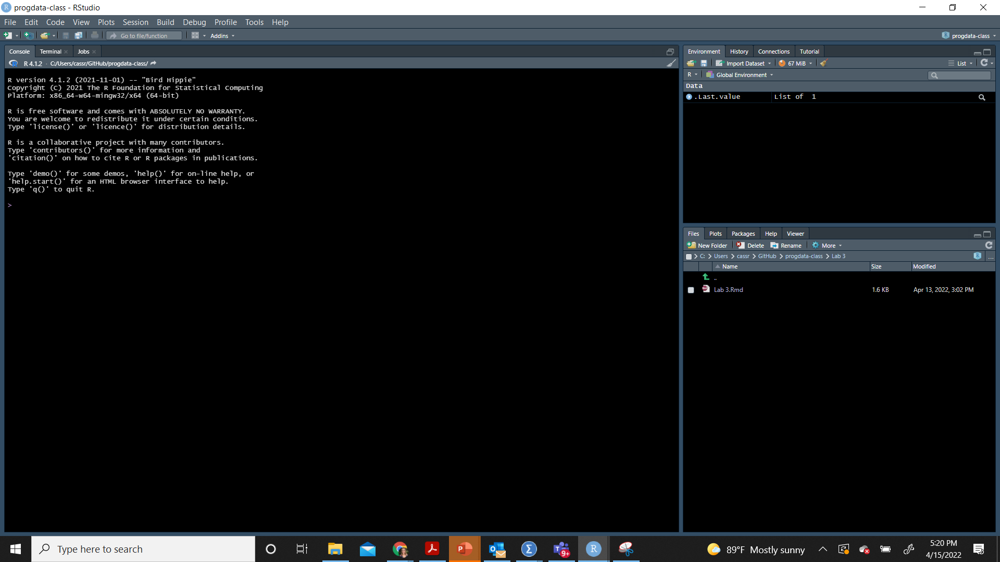 progdata-class - RStudio
File Edit Code View Plots Session Build Debug Profile Tools Help
Go to file/function Addins progdata-class
Console Terminal Jobs
R 4.1.2 · C:/Users/cassr/GitHub/progdata-class/
R version 4.1.2 (2021-11-01) -- "Bird Hippie"
Copyright (C) 2021 The R Foundation for Statistical Computing
Platform: x86_64-w64-mingw32/x64 (64-bit)
R is free software and comes with ABSOLUTELY NO WARRANTY.
You are welcome to redistribute it under certain conditions.
Type 'license()' or 'licence()' for distribution details.
R is a collaborative project with many contributors.
Type 'contributors()' for more information and
'citation()' on how to cite R or R packages in publications.
Type 'demo()' for some demos, 'help()' for on-line help, or
'help.start()' for an HTML browser interface to help.
Type 'q()' to quit R.
>
Environment History Connections Tutorial
Import Dataset 67 MiB List
R Global Environment
Data
.Last.value List of 1
Files Plots Packages Help Viewer
New Folder Delete Rename More
C: > Users > cassr > GitHub > progdata-class > Lab 3 ...
Name Size Modified
..
Lab 3.Rmd 1.6 KB Apr 13, 2022, 3:02 PM
Type here to search
9+
89°F Mostly sunny
5:20 PM
4/15/2022